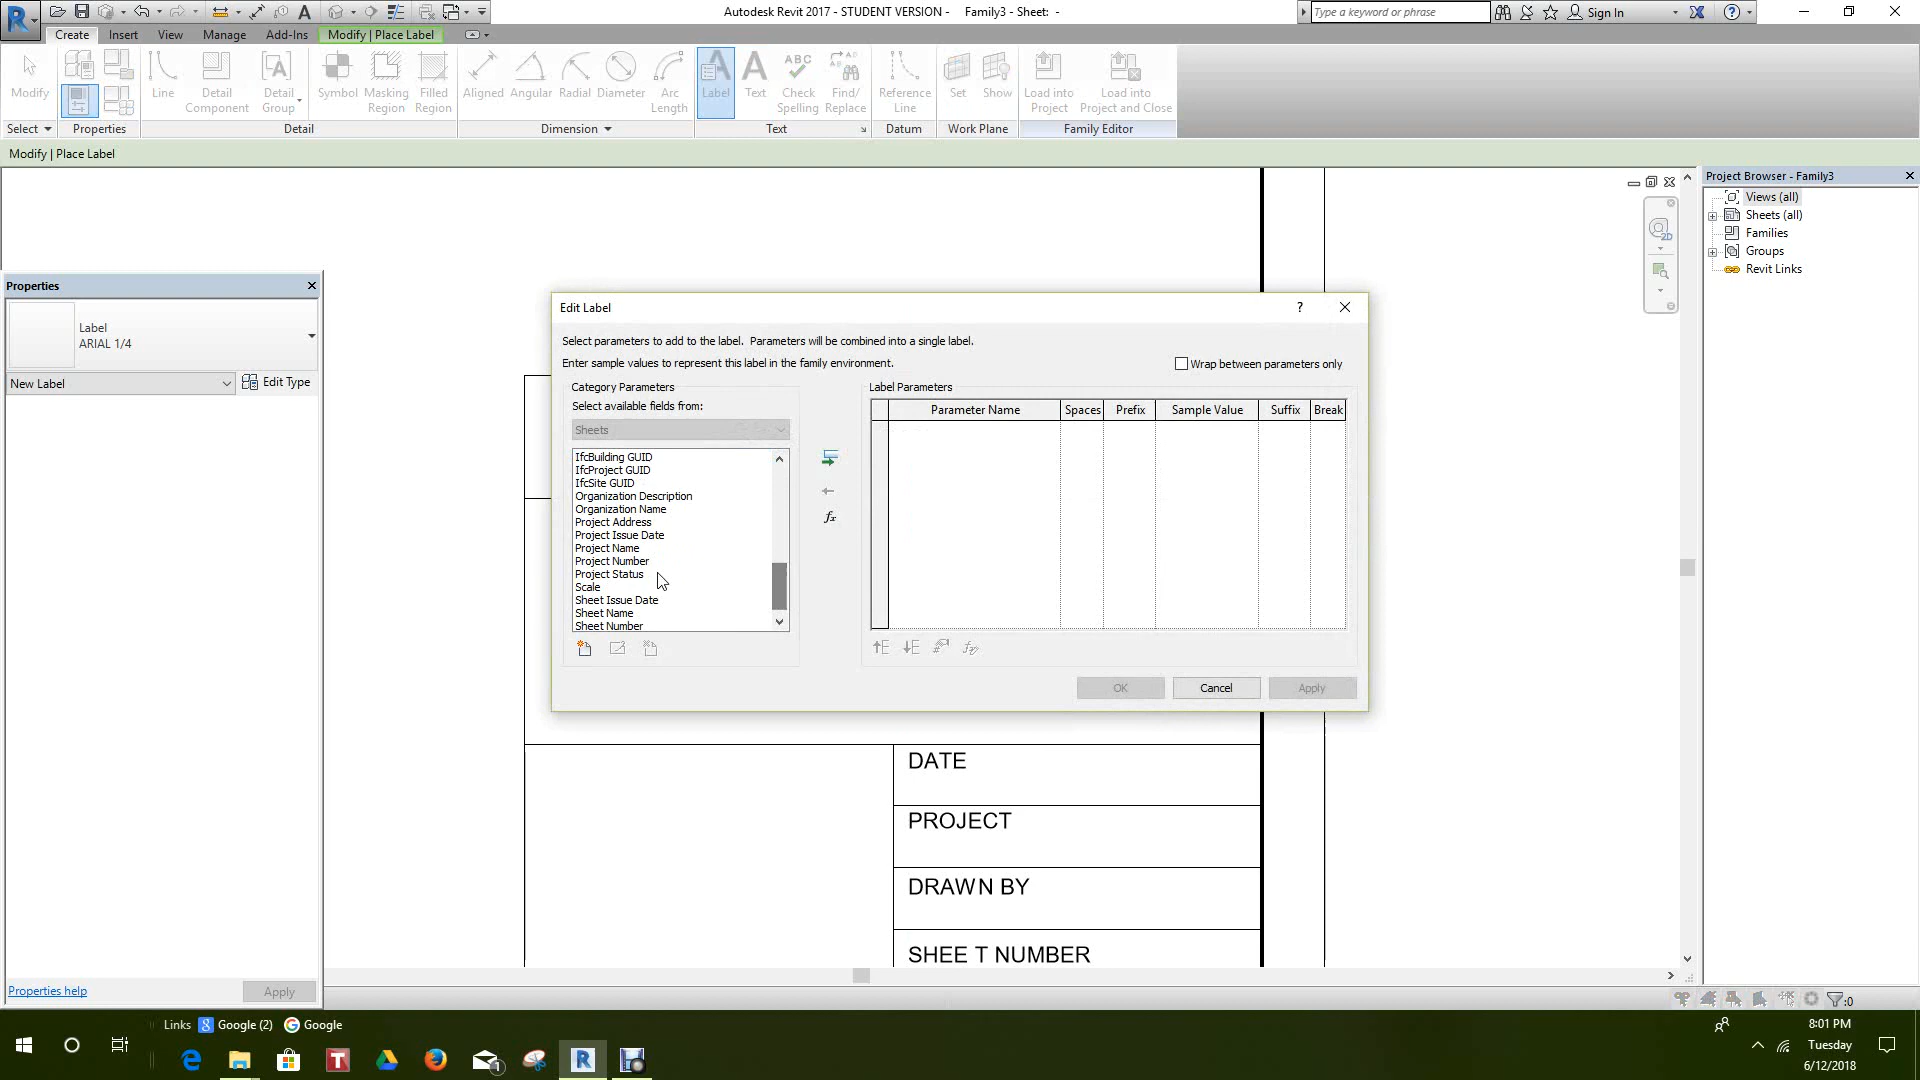 Autodesk Revit 2017 - STUDENT VERSION - Family3 - Sheet: -
Type a keyword or phrase
Sign In
Create Insert View Manage Add-Ins Modify | Place Label
Modify
Line
Detail Component
Detail Group
Symbol
Masking Region
Filled Region
Aligned Angular Radial Diameter
Arc Length
Label Text
ABC
Check Spelling
Find/ Replace
Reference Line
Set Show
Load into Project
Load into Project and Close
Select Properties Detail Dimension Text Datum Work Plane Family Editor
Modify | Place Label
Properties
Label
ARIAL 1/4
New Label
Edit Type
Properties help
Apply
Edit Label
?
Select parameters to add to the label. Parameters will be combined into a single label.
Enter sample values to represent this label in the family environment.
Wrap between parameters only
Category Parameters
Select available fields from:
Sheets
IfcBuilding GUID
IfcProject GUID
IfcSite GUID
Organization Description
Organization Name
Project Address
Project Issue Date
Project Name
Project Number
Project Status
Scale
Sheet Issue Date
Sheet Name
Sheet Number
fx
Label Parameters
Parameter Name Spaces Prefix Sample Value Suffix Break
OK Cancel Apply
DATE
PROJECT
DRAWN BY
SHEE T NUMBER
Project Browser - Family3
Views (all)
Sheets (all)
Families
Groups
Revit Links
2D
:0
Links Google (2) Google
8:01 PM
Tuesday
6/12/2018